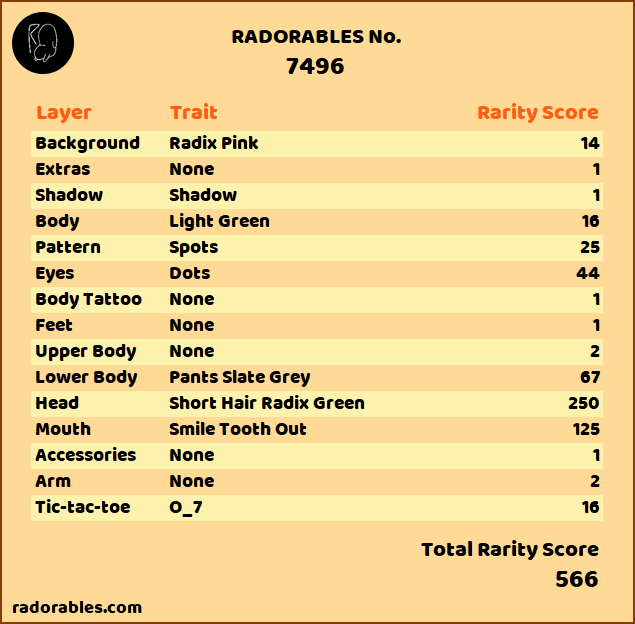 RADORABLES No.
7496
Layer Trait Rarity Score
Background Radix Pink 14
Extras None 1
Shadow Shadow 1
Body Light Green 16
Pattern Spots 25
Eyes Dots 44
Body Tattoo None 1
Feet None 1
Upper Body None 2
Lower Body Pants Slate Grey 67
Head Short Hair Radix Green 250
Mouth Smile Tooth Out 125
Accessories None 1
Arm None 2
Tic-tac-toe O_7 16
Total Rarity Score
566
radorables.com